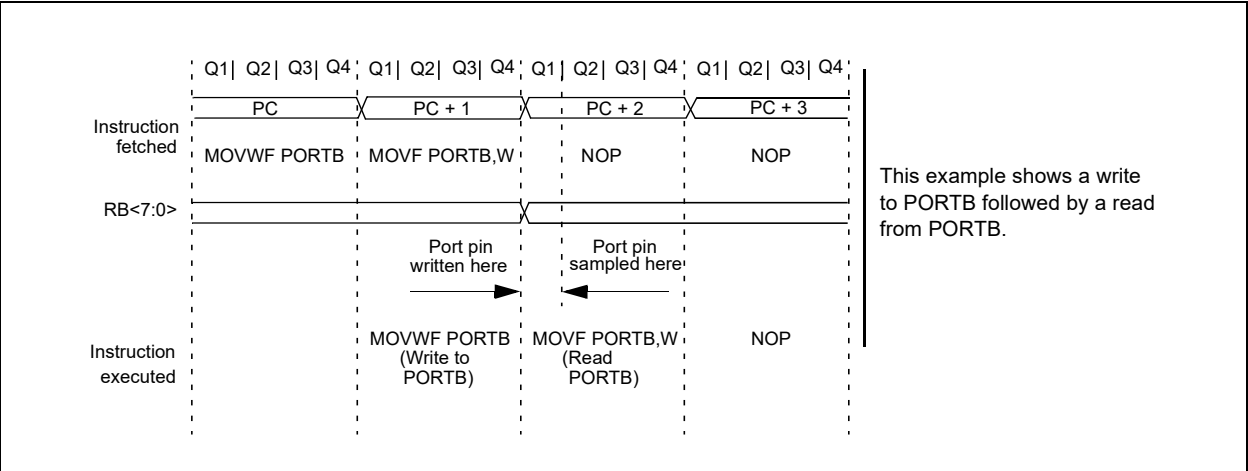 Q1| Q2| Q3| Q4 Q1| Q2| Q3| Q4 Q1| Q2| Q3| Q4 Q1| Q2| Q3| Q4
PC PC + 1 PC + 2 PC + 3
Instruction
fetched
MOVWF PORTB MOVF PORTB,W NOP NOP
This example shows a write
to PORTB followed by a read
from PORTB.
RB<7:0>
Port pin
written here
Port pin
sampled here
Instruction
executed
MOVWF PORTB
(Write to
PORTB)
MOVF PORTB,W
(Read
PORTB)
NOP